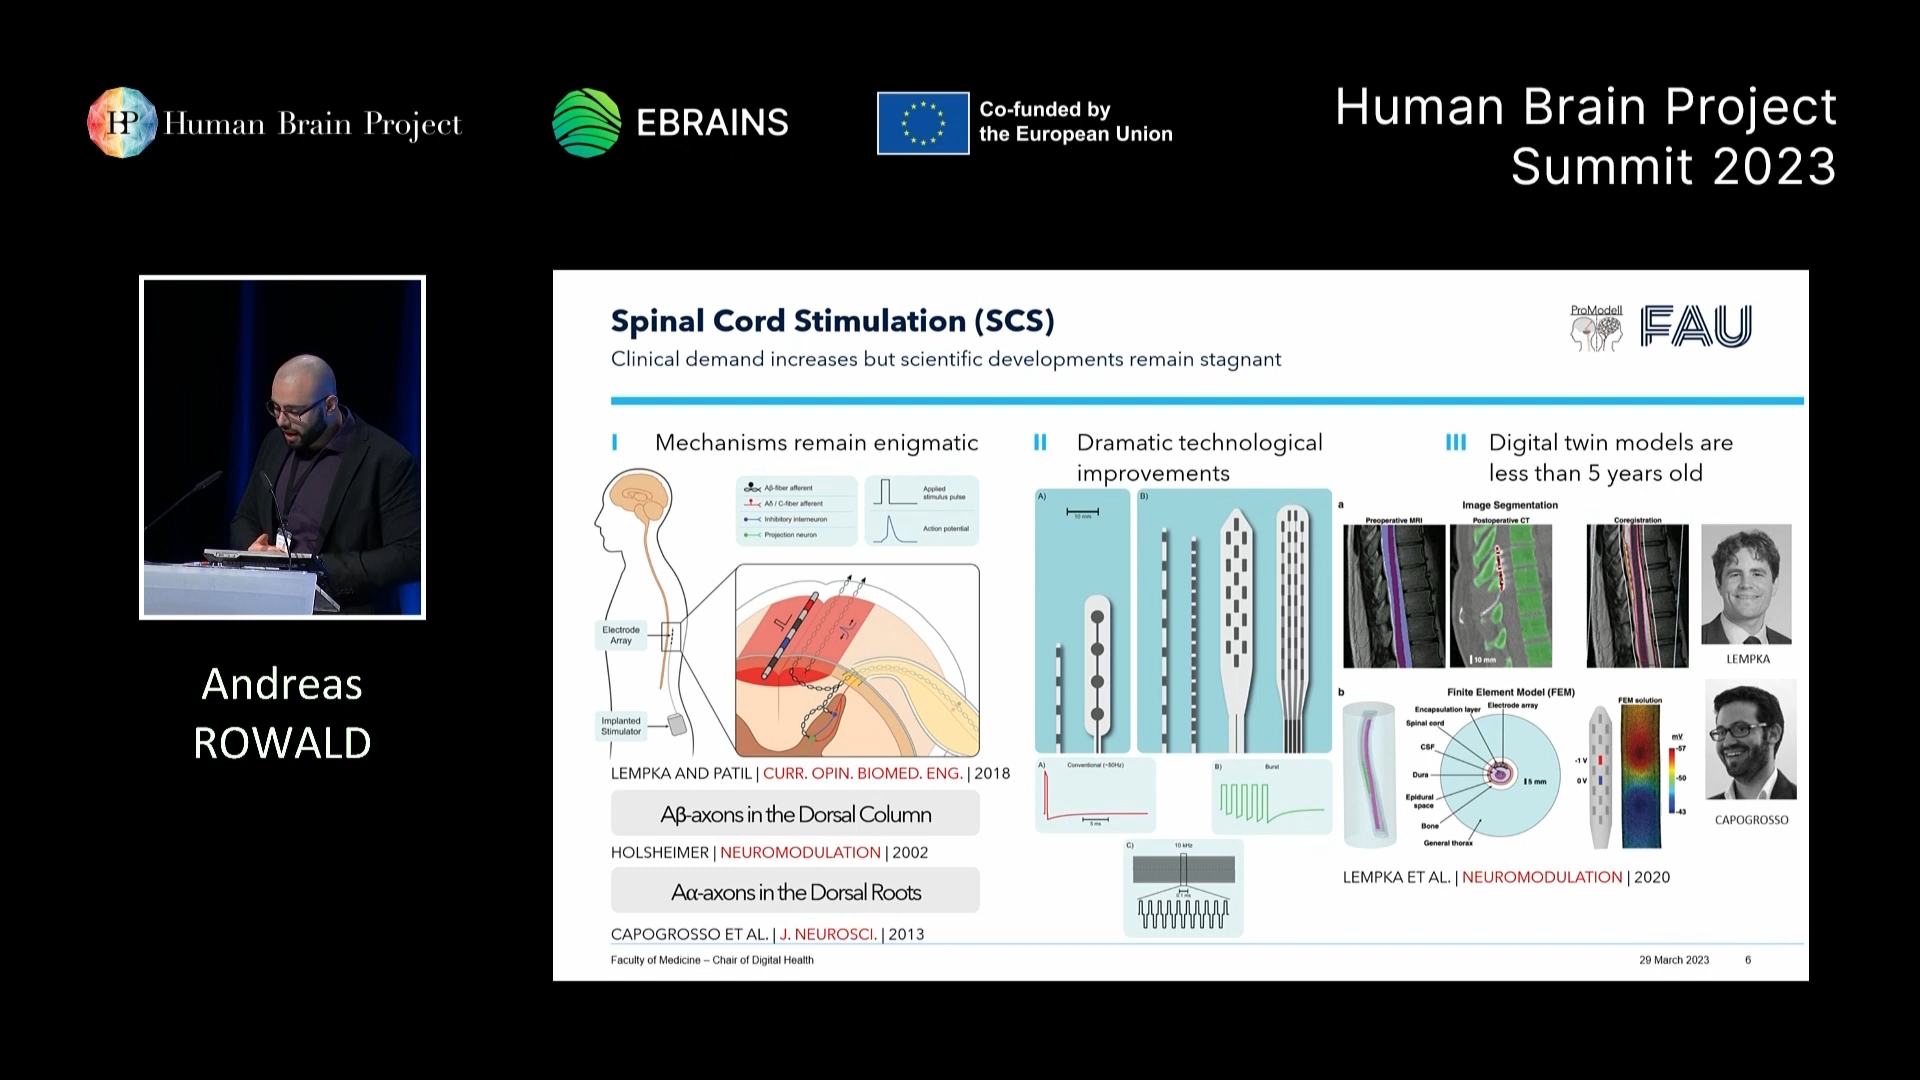 HP Human Brain Project
EBRAINS
Co-funded by
the European Union
Human Brain Project
Summit 2023
Andreas
ROWALD
Spinal Cord Stimulation (SCS)
Clinical demand increases but scientific developments remain stagnant
ProModell
FAU
I Mechanisms remain enigmatic
Aβ-fiber afferent
Aδ / C-fiber afferent
Inhibitory interneuron
Projection neuron
Applied
stimulus pulse
Action potential
Electrode
Array
Implanted
Stimulator
LEMPKA AND PATIL | CURR. OPIN. BIOMED. ENG. | 2018
Aβ-axons in the Dorsal Column
HOLSHEIMER | NEUROMODULATION | 2002
Aα-axons in the Dorsal Roots
CAPOGROSSO ET AL. | J. NEUROSCI. | 2013
II Dramatic technological
improvements
A)
10 mm
B)
A) Conventional (~50Hz)
5 ms
B) Burst
C) 10 kHz
0.1 ms
III Digital twin models are
less than 5 years old
a Image Segmentation
Preoperative MRI
Postoperative CT
Coregistration
10 mm
LEMPKA
b Finite Element Model (FEM)
Encapsulation layer
Electrode array
Spinal cord
CSF
Dura
Epidural
space
Bone
General thorax
5 mm
FEM solution
-1 V
0 V
mV
-57
-50
-43
CAPOGROSSO
LEMPKA ET AL. | NEUROMODULATION | 2020
Faculty of Medicine – Chair of Digital Health
29 March 2023
6